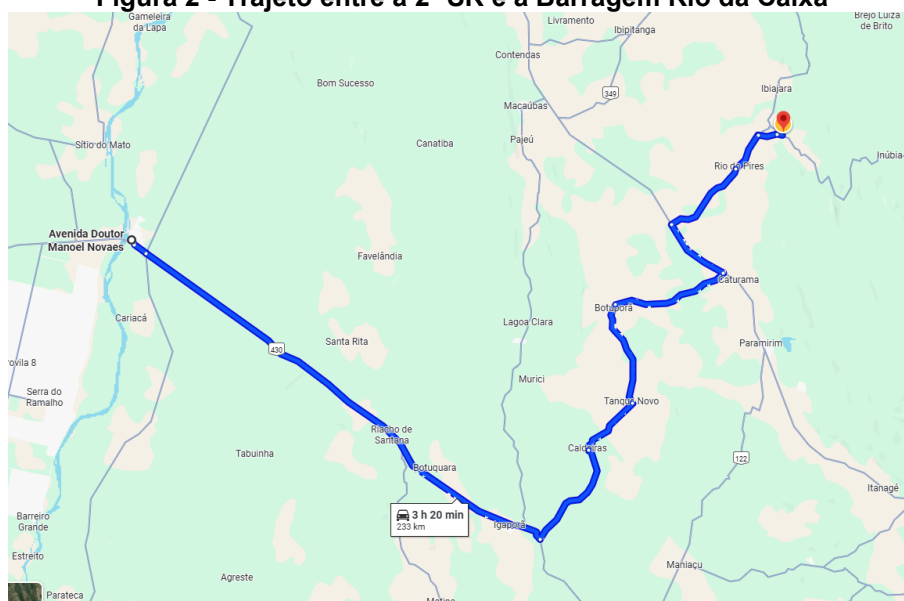 Figura 2 - Trajeto entre a 2ª SR e a Barragem Rio da Caixa
Gameleira
da Lapa
Livramento
Ibipitanga
Brejo Luiza
de Brito
Contendas
Bom Sucesso
Ibiajara
349
Macaúbas
Sítio do Mato
Canatiba
Pajeú
Inúbia
Rio do Pires
Avenida Doutor
Manoel Novaes
Favelândia
Caturama
Botuporã
Cariacá
Lagoa Clara
430
Santa Rita
Paramirim
rovila 8
Murici
Serra do
Ramalho
Tanque Novo
Riacho de
Santana
Caldeiras
Tabuinha
122
Botuquara
Itanagé
3 h 20 min
233 km
Barreiro
Grande
Igaporã
Estreito
Maniaçu
Agreste
Parateca